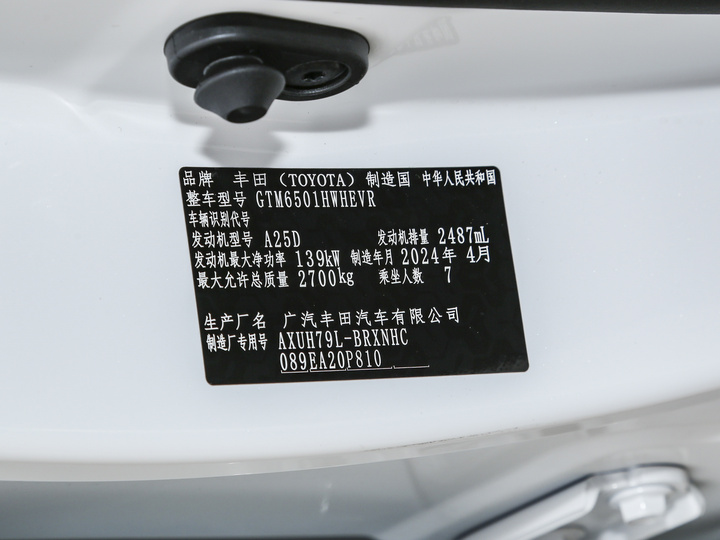 品牌 丰田(TOYOTA) 制造国 中华人民共和国
整车型号 GTM6501HWHEVR
车辆识别代号
发动机型号 A25D 发动机排量 2487mL
发动机最大净功率 139kW 制造年月 2024年 4月
最大允许总质量 2700kg 乘坐人数 7
生产厂名 广汽丰田汽车有限公司
制造厂专用号 AXUH79L-BRXNHC
089EA20P810